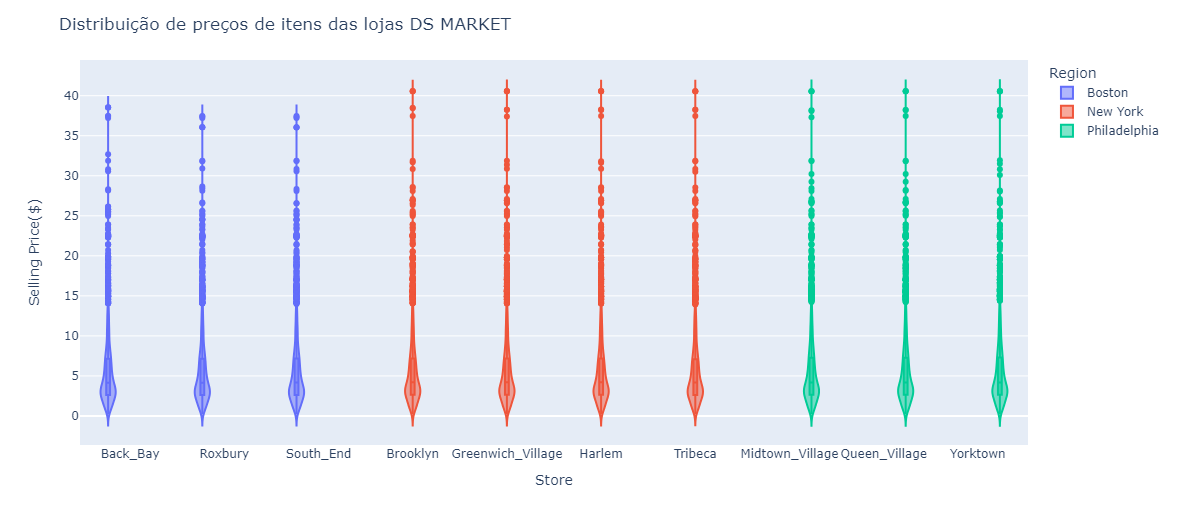 Distribuição de preços de itens das lojas DS MARKET
Region
Boston
New York
Philadelphia
Selling Price($)
40
35
30
25
20
15
10
5
0
Back_Bay Roxbury South_End Brooklyn Greenwich_Village Harlem Tribeca Midtown_Village Queen_Village Yorktown
Store